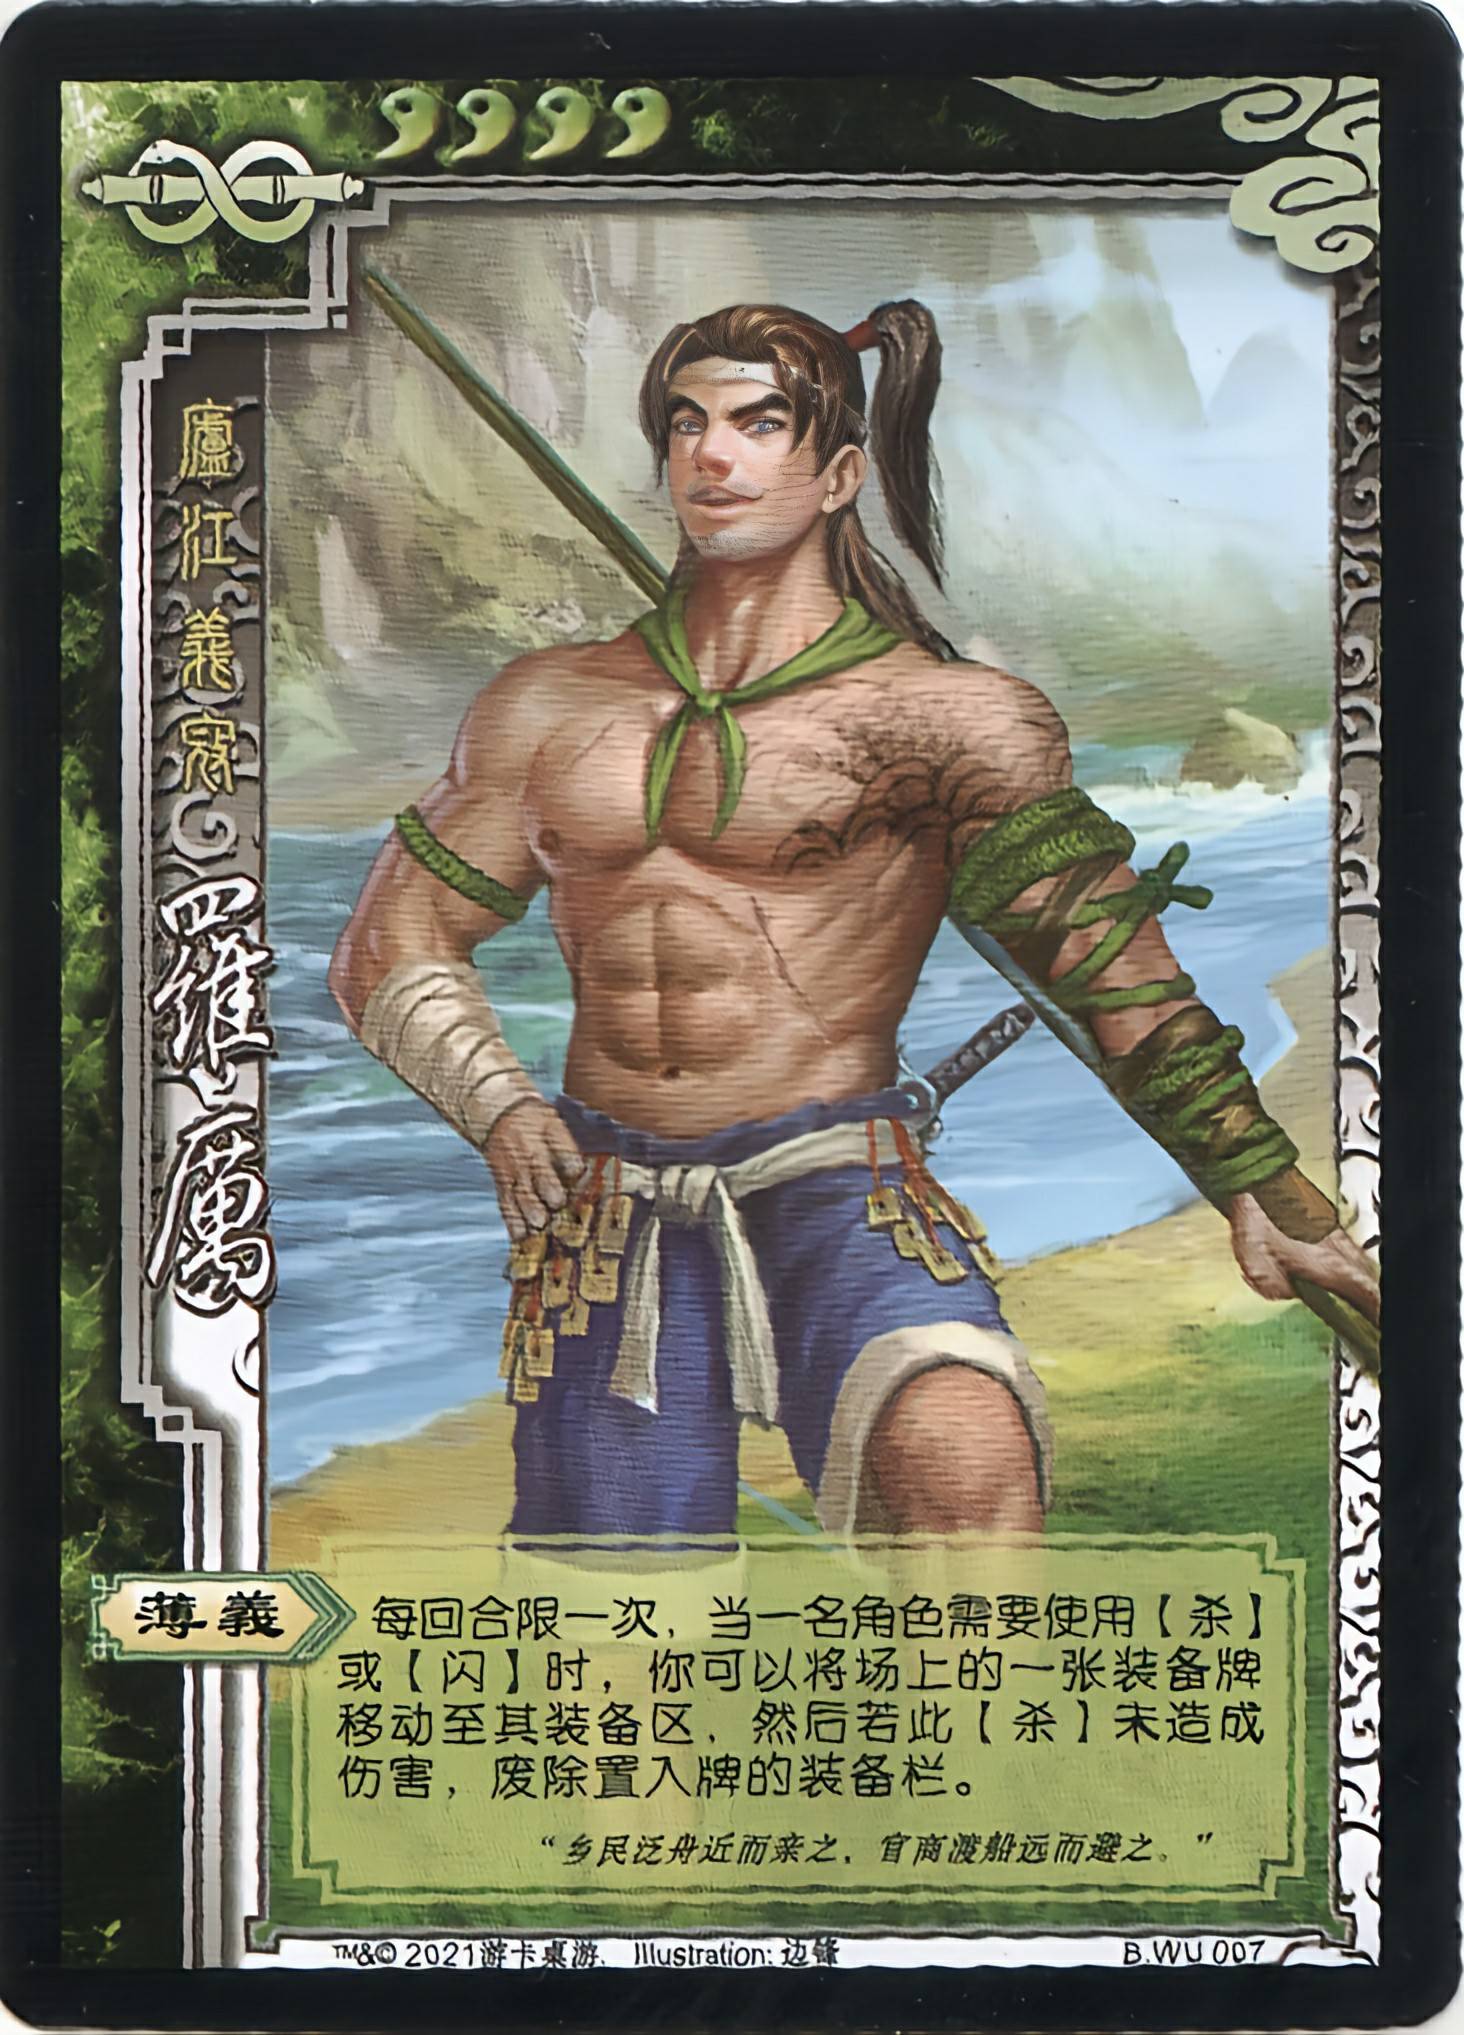 廬江義寇
羅厲
薄義
每回合限一次，当一名角色需要使用【杀】
或【闪】时，你可以将场上的一张装备牌
移动至其装备区，然后若此【杀】未造成
伤害，废除置入牌的装备栏。
“乡民泛舟近而亲之，官商渡船远而避之。”
™&© 2021游卡桌游. Illustration: 边锋
B.WU 007